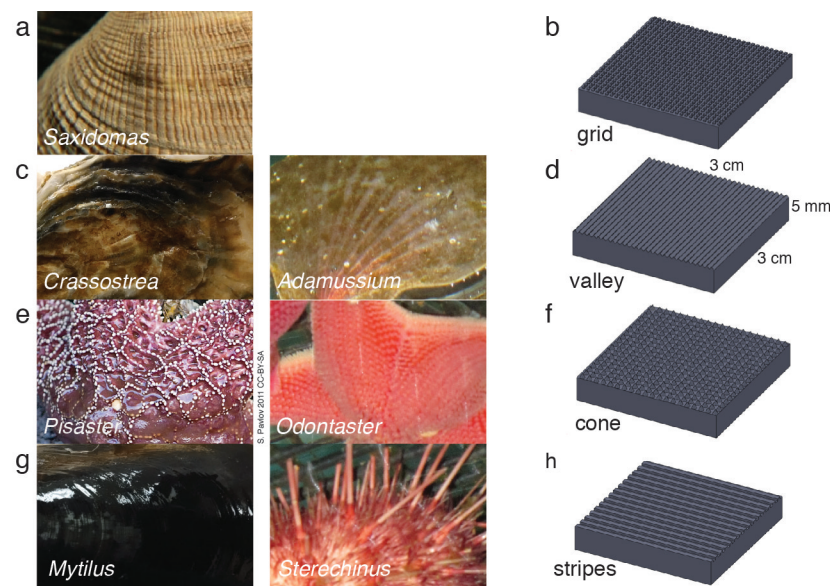 a
Saxidomas
b
grid
c
Crassostrea
Adamussium
d
3 cm
5 mm
3 cm
valley
e
Pisaster
S. Pavlov 2011 CC-BY-SA
Odontaster
f
cone
g
Mytilus
Sterechinus
h
stripes